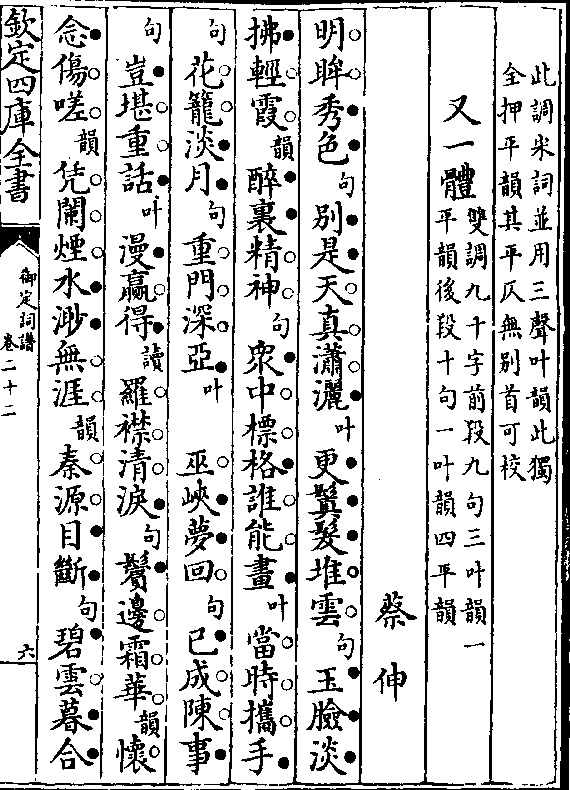 此調米詞並用三聲叶韻此獨
全押平韻其平仄無別首可校
又一體
雙調九十字前段九句三叶韻一
平韻後段十句一叶韻四平韻
蔡伸
明眸秀色句別是天真瀟灑叶更鬒髮堆雲句玉臉淡
拂輕霞韻醉裏精神句衆中標格誰能畫叶當時攜手
句花籠淡月句重門深亞叶巫峽夢回句已成陳事
句豈堪重話叶漫贏得讀羅襟清淚句鬢邊霜華韻懷
念傷嗟韻凭闌煙水渺無涯韻秦源目斷句碧雲暮合
欽定四庫全書
御定詞譜
卷二十二
六